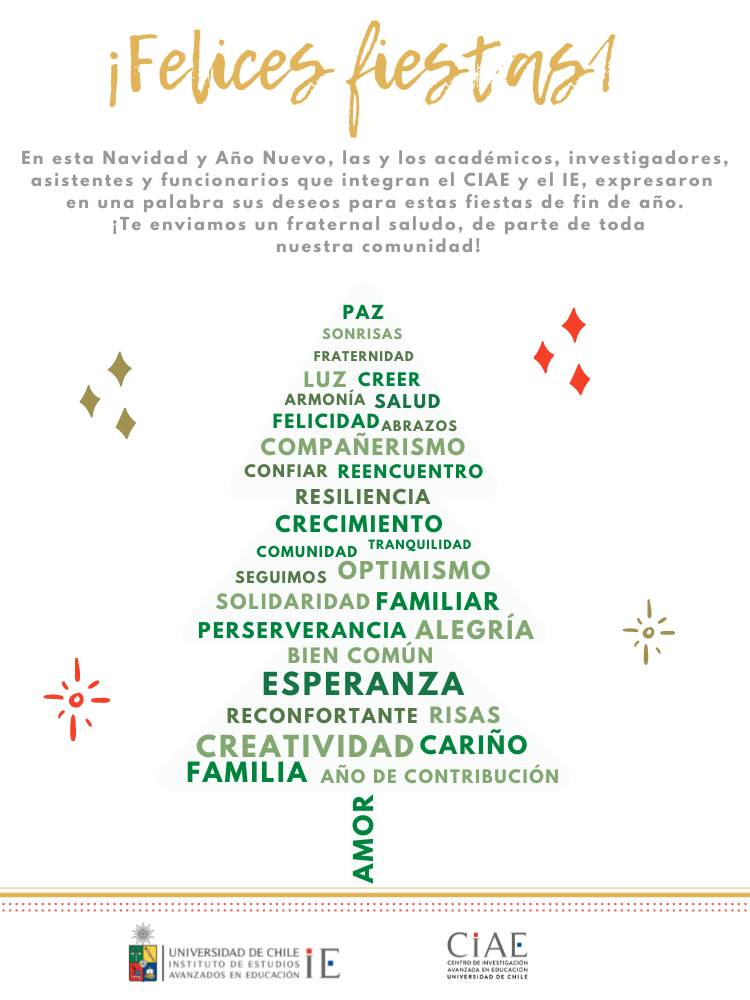 ¡Felices fiestas!
En esta Navidad y Año Nuevo, las y los académicos, investigadores,
asistentes y funcionarios que integran el CIAE y el IE, expresaron
en una palabra sus deseos para estas fiestas de fin de año.
¡Te enviamos un fraternal saludo, de parte de toda
nuestra comunidad!
PAZ
SONRISAS
FRATERNIDAD
LUZ CREER
ARMONÍA SALUD
FELICIDAD ABRAZOS
COMPAÑERISMO
CONFIAR REENCUENTRO
RESILIENCIA
CRECIMIENTO
COMUNIDAD TRANQUILIDAD
SEGUIMOS OPTIMISMO
SOLIDARIDAD FAMILIAR
PERSERVERANCIA ALEGRÍA
BIEN COMÚN
ESPERANZA
RECONFORTANTE RISAS
CREATIVIDAD CARIÑO
FAMILIA AÑO DE CONTRIBUCIÓN
AMOR
UNIVERSIDAD DE CHILE
INSTITUTO DE ESTUDIOS
AVANZADOS EN EDUCACIÓN
iE
CiAE
CENTRO DE INVESTIGACIÓN
AVANZADA EN EDUCACIÓN
UNIVERSIDAD DE CHILE